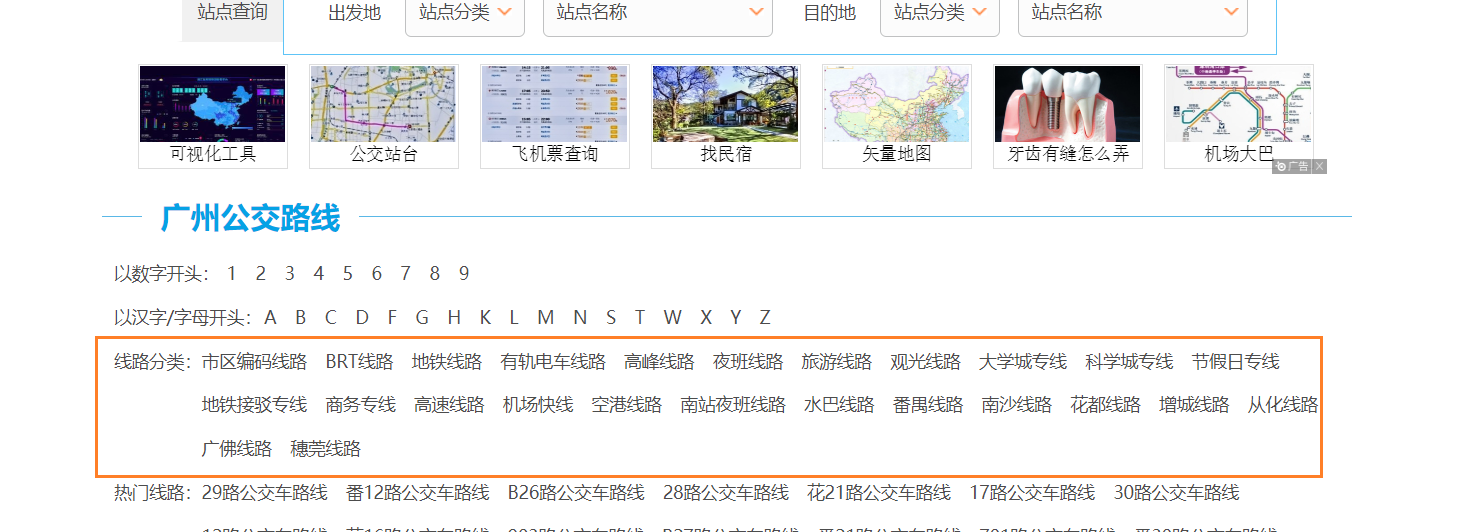 站点查询 出发地 站点分类 站点名称 目的地 站点分类 站点名称
可视化工具 公交站台 飞机票查询 找民宿 矢量地图 牙齿有缝怎么弄 机场大巴
广告 X
广州公交路线
以数字开头： 1 2 3 4 5 6 7 8 9
以汉字/字母开头： A B C D F G H K L M N S T W X Y Z
线路分类： 市区编码线路 BRT线路 地铁线路 有轨电车线路 高峰线路 夜班线路 旅游线路 观光线路 大学城专线 科学城专线 节假日专线
地铁接驳专线 商务专线 高速线路 机场快线 空港线路 南站夜班线路 水巴线路 番禺线路 南沙线路 花都线路 增城线路 从化线路
广佛线路 穗莞线路
热门线路： 29路公交车路线 番12路公交车路线 B26路公交车路线 28路公交车路线 花21路公交车路线 17路公交车路线 30路公交车路线